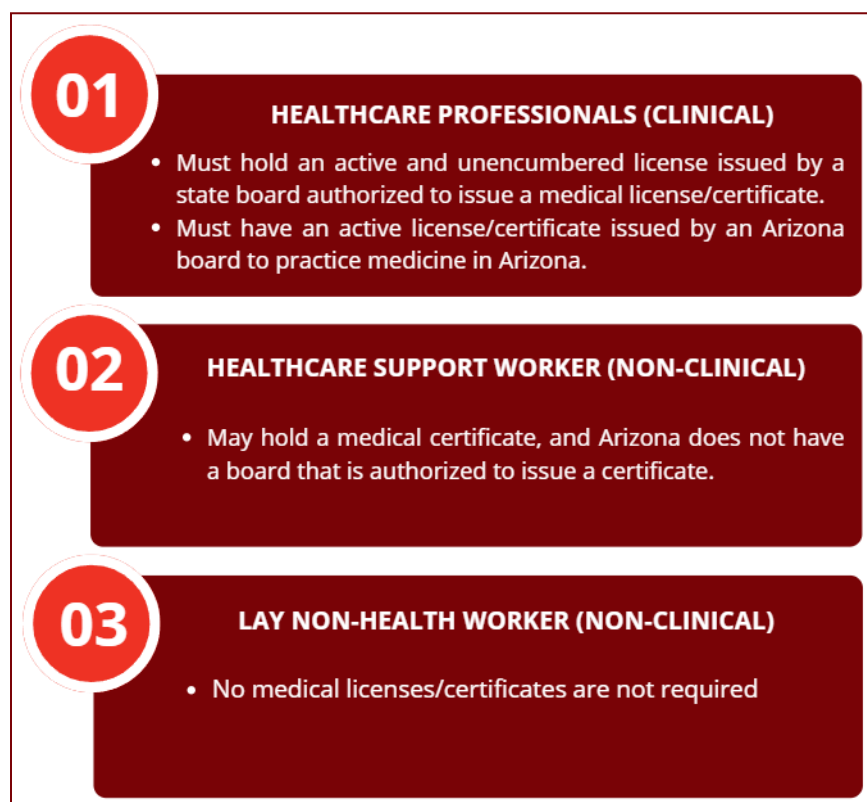 01
HEALTHCARE PROFESSIONALS (CLINICAL)
• Must hold an active and unencumbered license issued by a
state board authorized to issue a medical license/certificate.
• Must have an active license/certificate issued by an Arizona
board to practice medicine in Arizona.
02
HEALTHCARE SUPPORT WORKER (NON-CLINICAL)
• May hold a medical certificate, and Arizona does not have
a board that is authorized to issue a certificate.
03
LAY NON-HEALTH WORKER (NON-CLINICAL)
• No medical licenses/certificates are not required